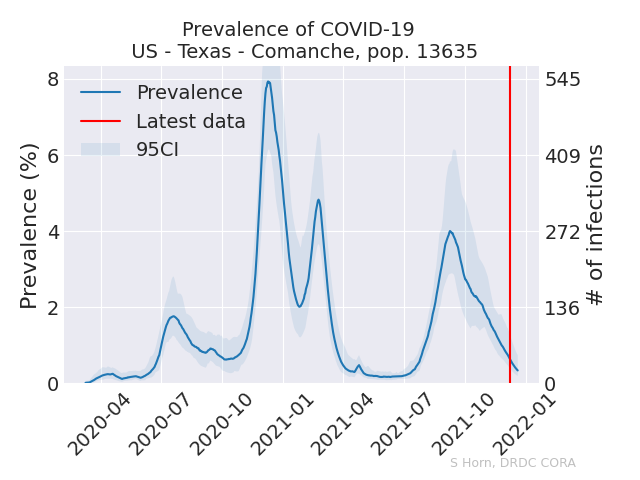 Prevalence of COVID-19
US - Texas - Comanche, pop. 13635
Prevalence
Latest data
95CI
Prevalence (%)
8
6
4
2
0
545
409
272
136
0
# of infections
2020-04
2020-07
2020-10
2021-01
2021-04
2021-07
2021-10
2022-01
S Horn, DRDC CORA